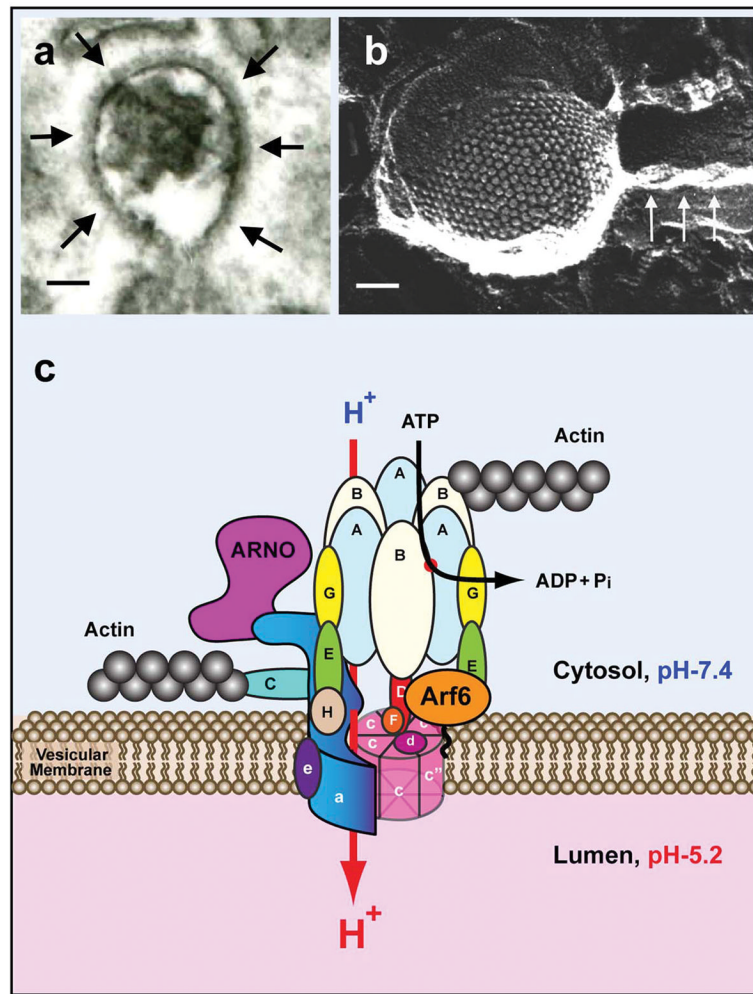 a
b
c
H+
ATP
Actin
A
B
B
A
A
ARNO
B
G
G
ADP + Pi
Actin
E
E
C
Cytosol, pH-7.4
D
Arf6
H
F
c
c
c
d
Vesicular
Membrane
e
c
c"
a
Lumen, pH-5.2
H+